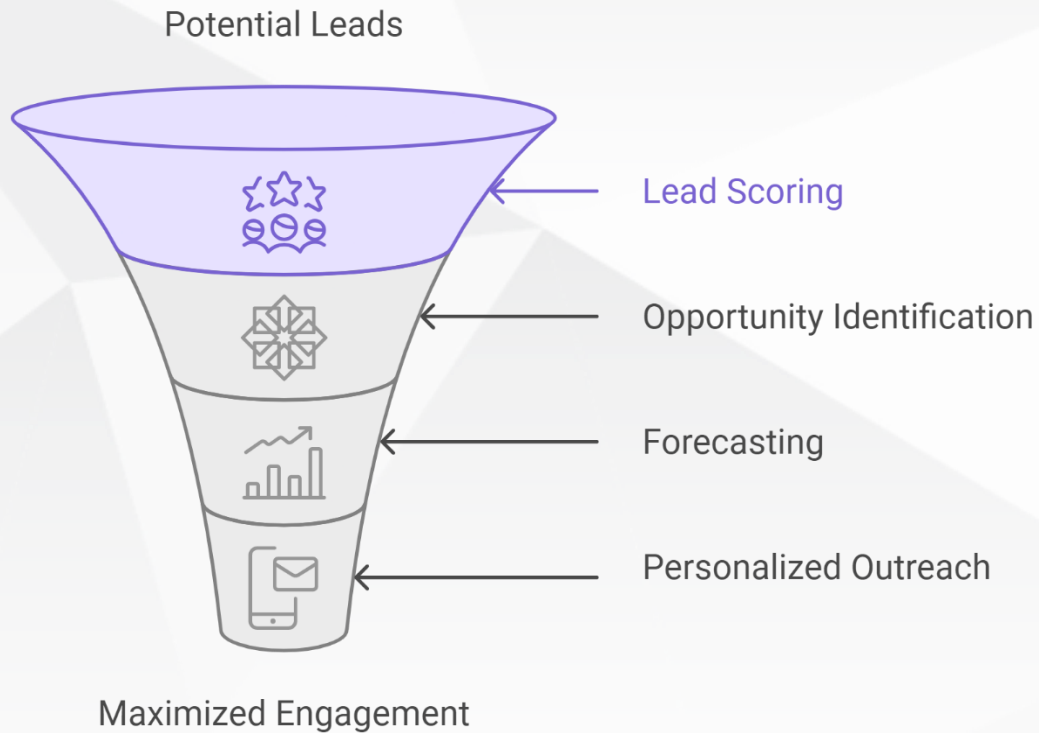 Potential Leads
Lead Scoring
Opportunity Identification
Forecasting
Personalized Outreach
Maximized Engagement